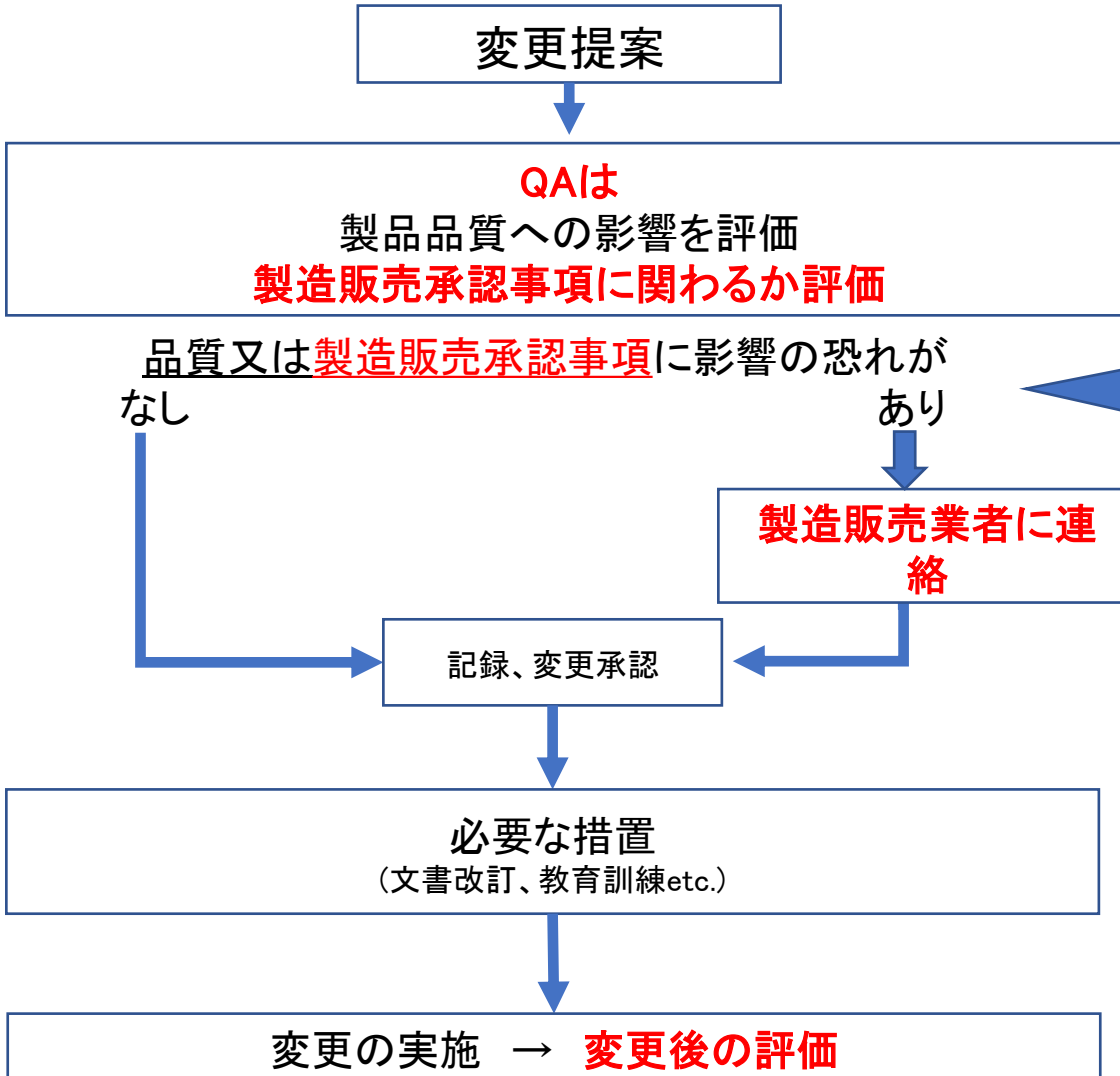 変更提案
QAは
製品品質への影響を評価
製造販売承認事項に関わるか評価
品質又は製造販売承認事項に影響の恐れが
なし
あり
製造販売業者に連
絡
記録、変更承認
必要な措置
(文書改訂、教育訓練etc.)
変更の実施 → 変更後の評価